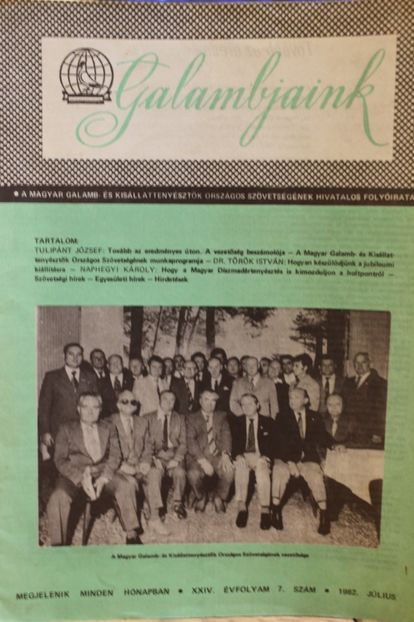 Galambjaink
● A MAGYAR GALAMB- ÉS KISÁLLATTENYÉSZTŐK ORSZÁGOS SZÖVETSÉGÉNEK HIVATALOS FOLYÓIRATA
TARTALOM:
TULIPÁNT JÓZSEF: Tovább az eredményes úton. A vezetőség beszámolója — A Magyar Galamb- és Kisállat-
tenyésztők Országos Szövetségének munkaprogramja — DR. TÖRÖK ISTVÁN: Hogyan készülődjünk a jubileumi
kiállításra — NAPHEGYI KÁROLY: Hogy a Magyar Díszmadártenyésztés is kimozduljon a holtpontról —
Szövetségi hírek — Egyesületi hírek — Hirdetések
A Magyar Galamb- és Kisállattenyésztők Országos Szövetségének vezetősége
MEGJELENIK MINDEN HÓNAPBAN ● XXIV. ÉVFOLYAM 7. SZÁM ● 1982. JÚLIUS